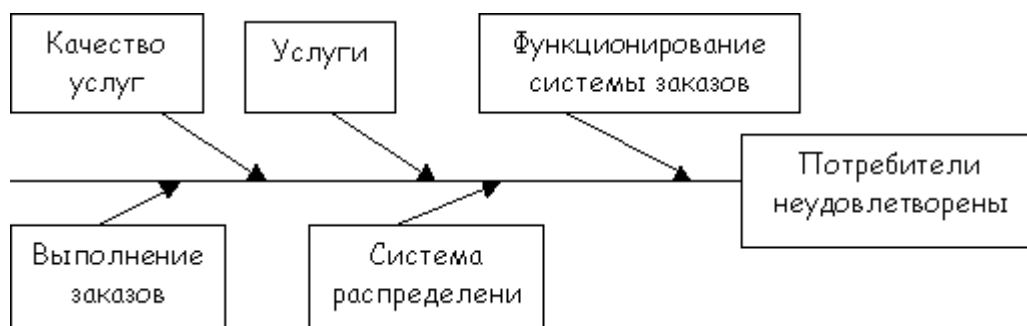 Качество
услуг
Услуги
Функционирование
системы заказов
Потребители
неудовлетворены
Выполнение
заказов
Система
распределени